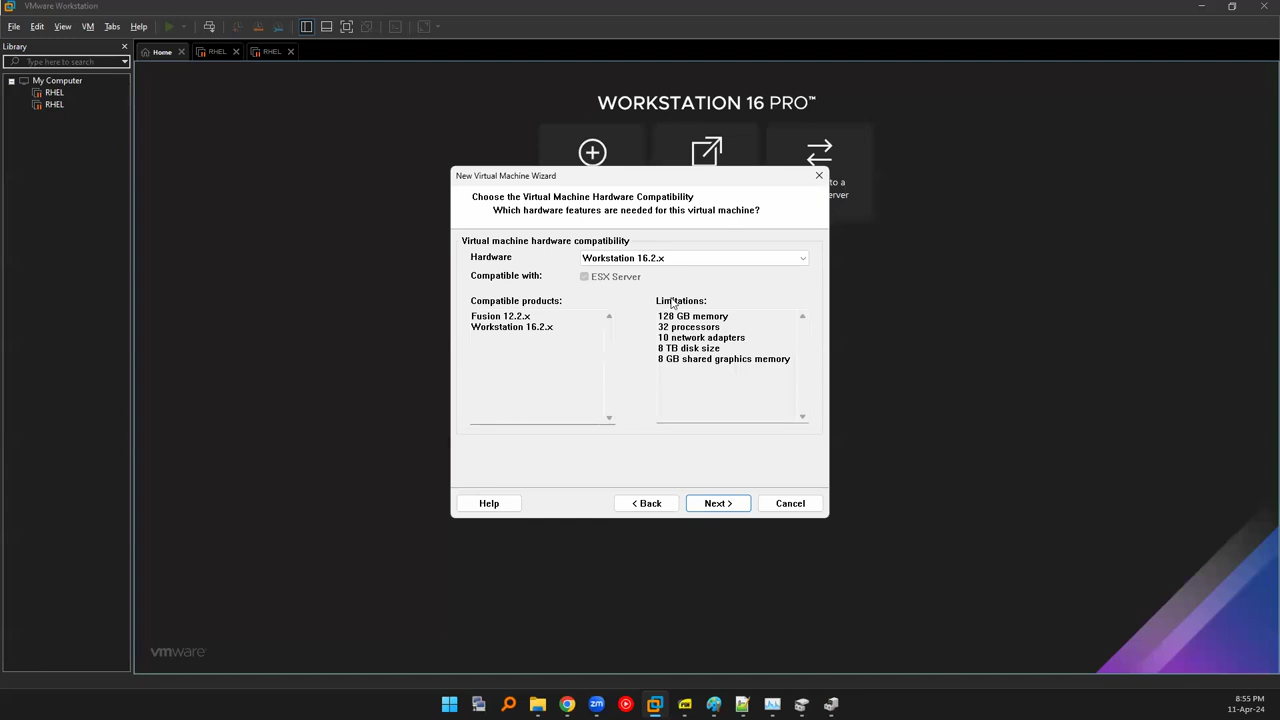 VMware Workstation
File Edit View VM Tabs Help
Library
Type here to search
My Computer
RHEL
RHEL
Home RHEL RHEL
WORKSTATION 16 PRO™
to a
erver
New Virtual Machine Wizard
Choose the Virtual Machine Hardware Compatibility
Which hardware features are needed for this virtual machine?
Virtual machine hardware compatibility
Hardware Workstation 16.2.x
Compatible with: ESX Server
Compatible products: Limitations:
Fusion 12.2.x 128 GB memory
Workstation 16.2.x 32 processors
10 network adapters
8 TB disk size
8 GB shared graphics memory
Help < Back Next > Cancel
vmware
zm
8:55 PM
11-Apr-24